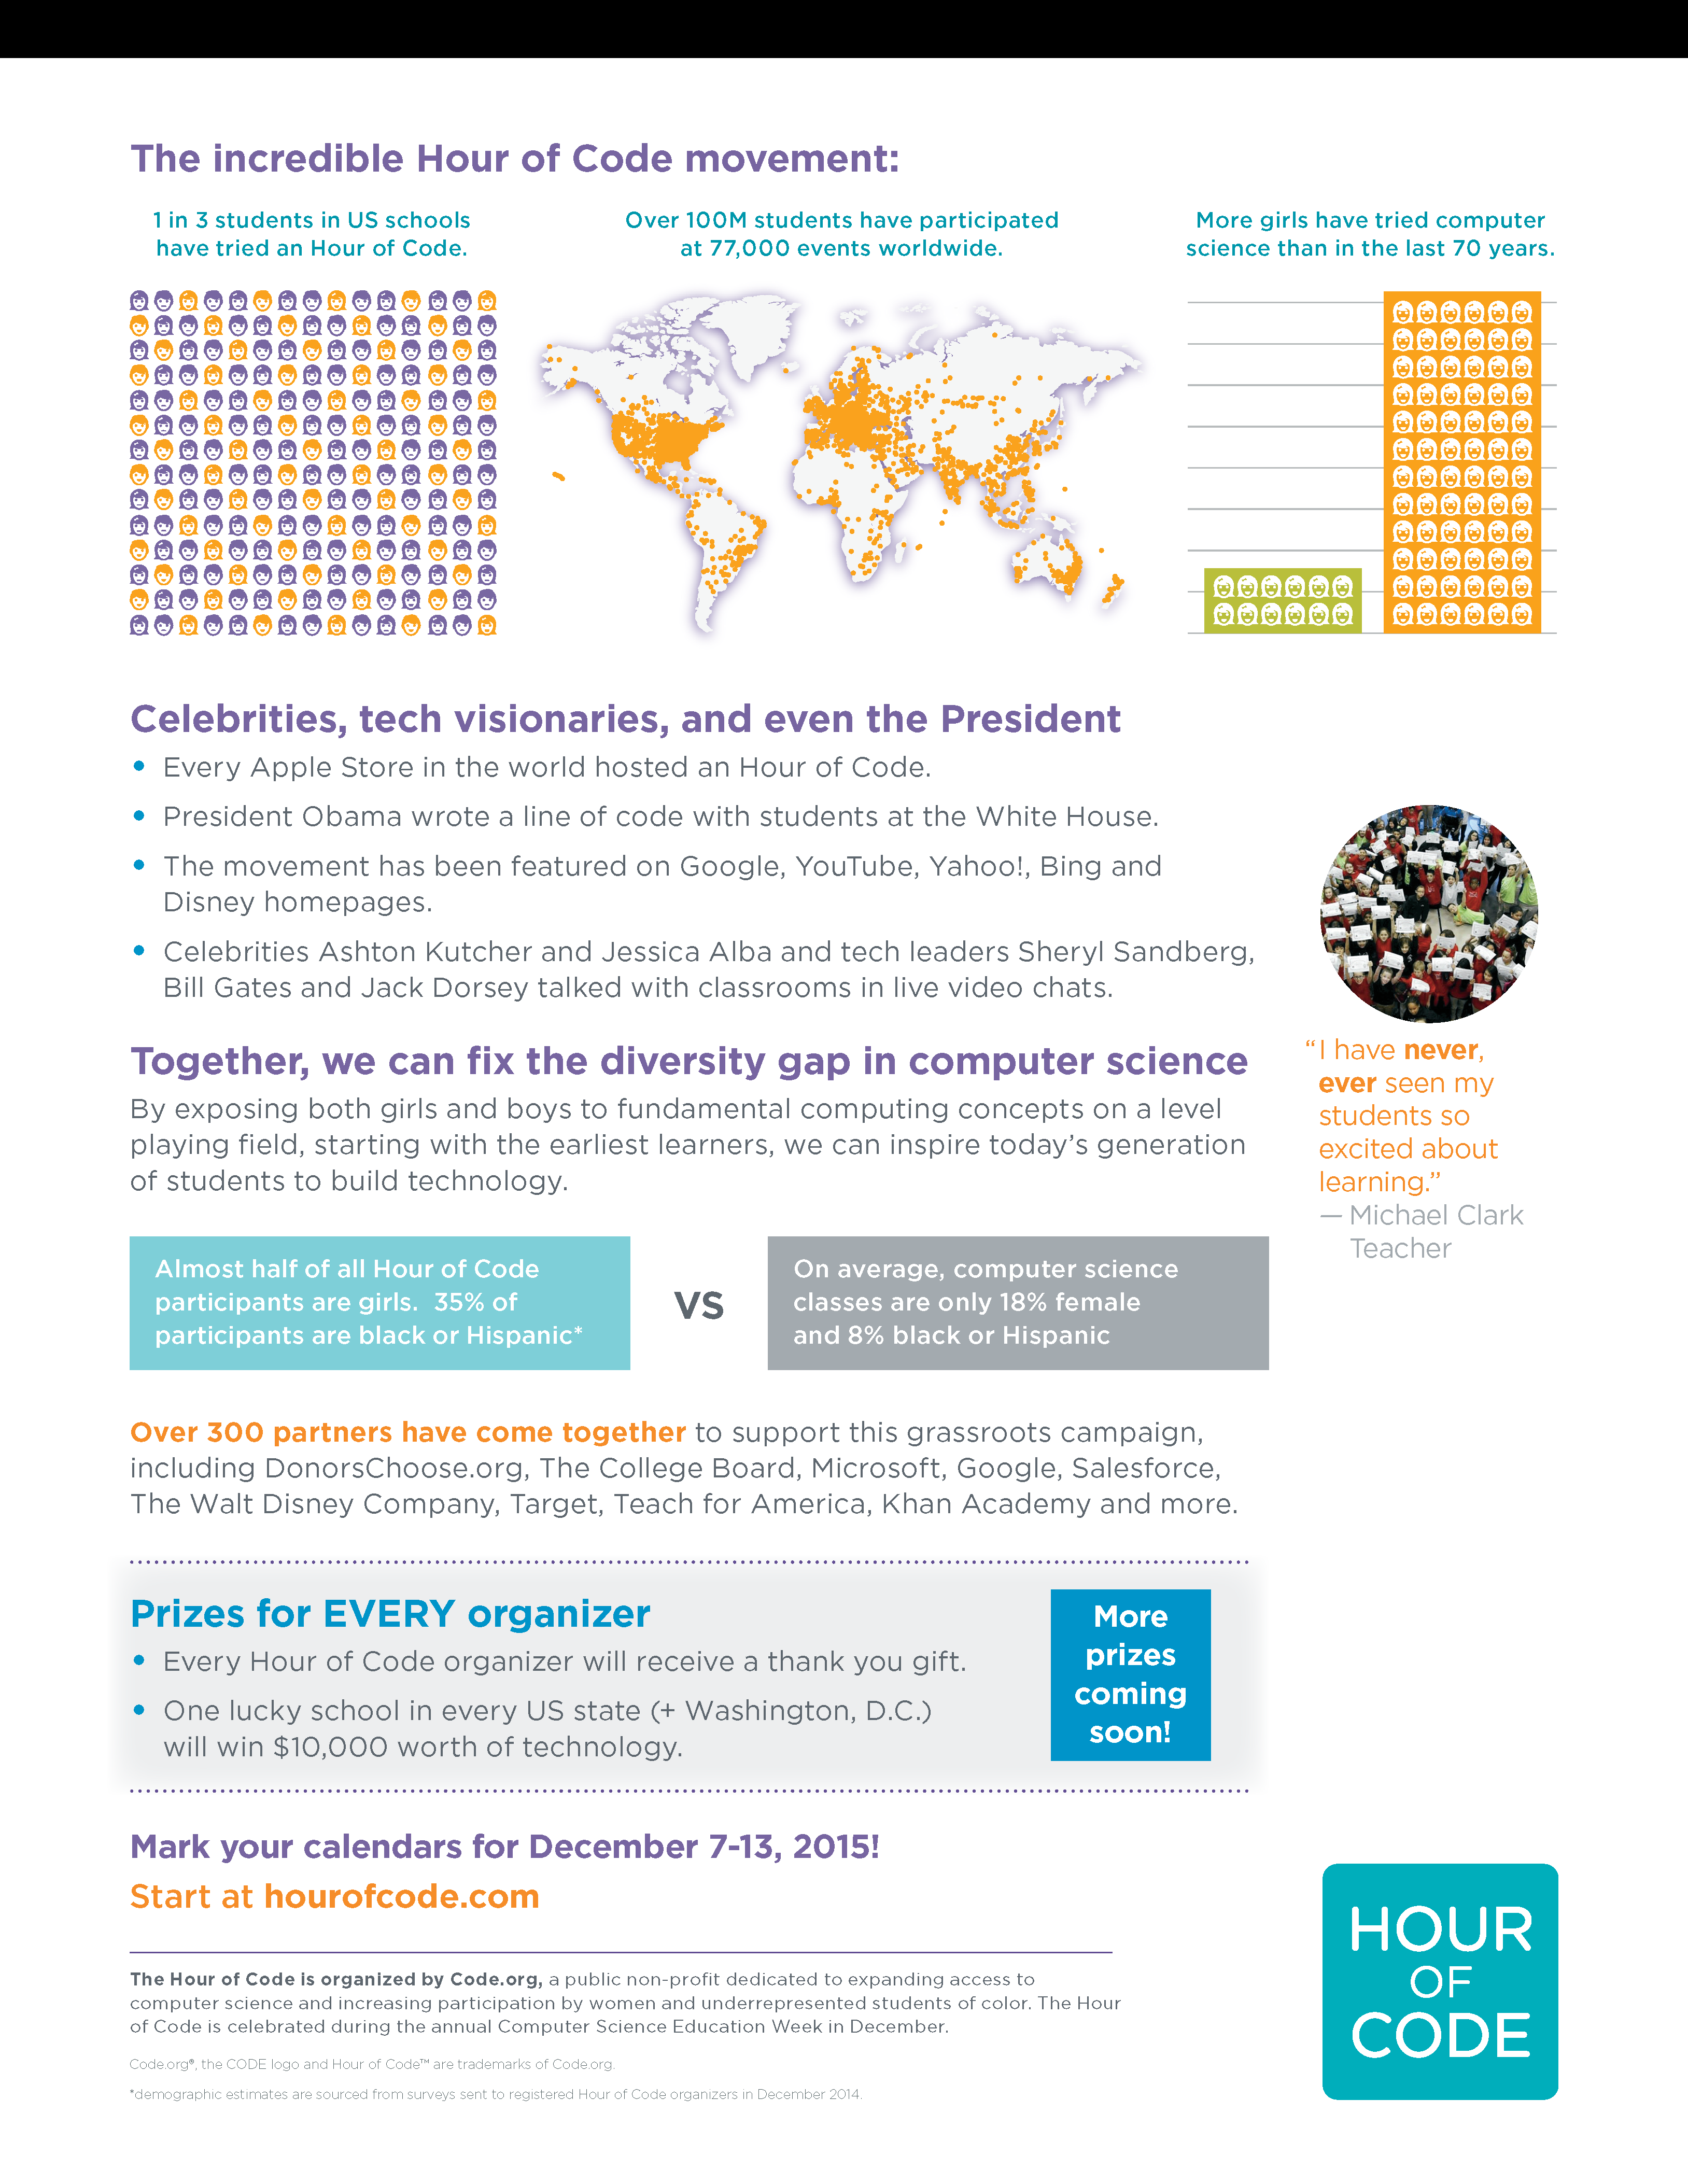 The incredible Hour of Code movement:
1 in 3 students in US schools
have tried an Hour of Code.
Over 100M students have participated
at 77,000 events worldwide.
More girls have tried computer
science than in the last 70 years.
Celebrities, tech visionaries, and even the President
• Every Apple Store in the world hosted an Hour of Code.
• President Obama wrote a line of code with students at the White House.
• The movement has been featured on Google, YouTube, Yahoo!, Bing and
Disney homepages.
• Celebrities Ashton Kutcher and Jessica Alba and tech leaders Sheryl Sandberg,
Bill Gates and Jack Dorsey talked with classrooms in live video chats.
Together, we can fix the diversity gap in computer science
By exposing both girls and boys to fundamental computing concepts on a level
playing field, starting with the earliest learners, we can inspire today's generation
of students to build technology.
“I have never,
ever seen my
students so
excited about
learning.”
— Michael Clark
Teacher
Almost half of all Hour of Code
participants are girls. 35% of
participants are black or Hispanic*
VS
On average, computer science
classes are only 18% female
and 8% black or Hispanic
Over 300 partners have come together to support this grassroots campaign,
including DonorsChoose.org, The College Board, Microsoft, Google, Salesforce,
The Walt Disney Company, Target, Teach for America, Khan Academy and more.
Prizes for EVERY organizer
• Every Hour of Code organizer will receive a thank you gift.
• One lucky school in every US state (+ Washington, D.C.)
will win $10,000 worth of technology.
More
prizes
coming
soon!
Mark your calendars for December 7-13, 2015!
Start at hourofcode.com
The Hour of Code is organized by Code.org, a public non-profit dedicated to expanding access to
computer science and increasing participation by women and underrepresented students of color. The Hour
of Code is celebrated during the annual Computer Science Education Week in December.
Code.org®, the CODE logo and Hour of Code™ are trademarks of Code.org.
*demographic estimates are sourced from surveys sent to registered Hour of Code organizers in December 2014.
HOUR
OF
CODE